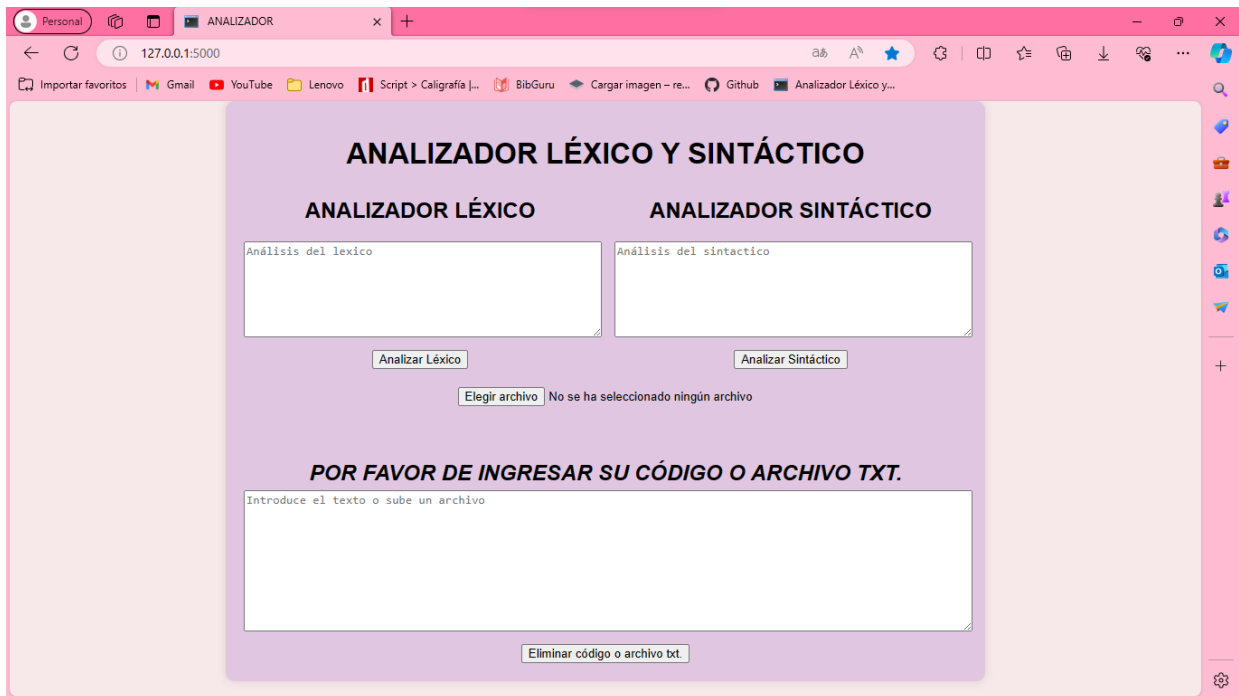 Personal
ANALIZADOR
127.0.0.1:5000
Importar favoritos
Gmail
YouTube
Lenovo
Script > Caligrafía |...
BibGuru
Cargar imagen – re...
Github
Analizador Léxico y...
ANALIZADOR LÉXICO Y SINTÁCTICO
ANALIZADOR LÉXICO
ANALIZADOR SINTÁCTICO
Análisis del lexico
Análisis del sintactico
Analizar Léxico
Analizar Sintáctico
Elegir archivo No se ha seleccionado ningún archivo
POR FAVOR DE INGRESAR SU CÓDIGO O ARCHIVO TXT.
Introduce el texto o sube un archivo
Eliminar código o archivo txt.